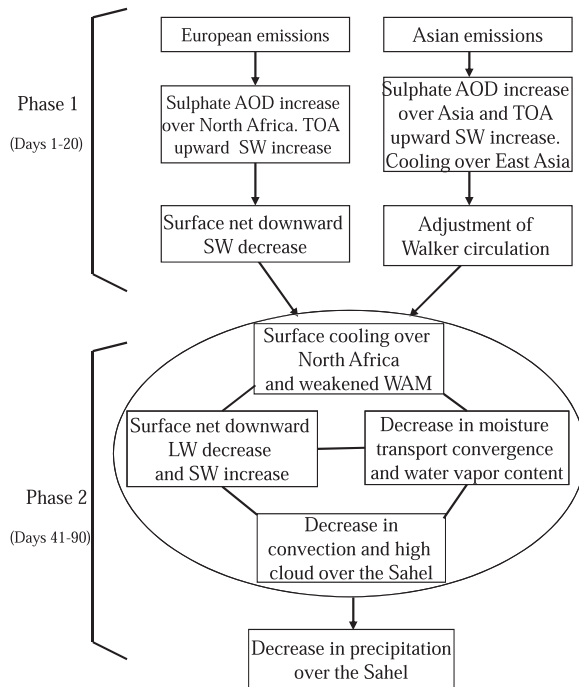 European emissions
Asian emissions
Phase 1
(Days 1-20)
Sulphate AOD increase
over North Africa. TOA
upward SW increase
Sulphate AOD increase
over Asia and TOA
upward SW increase.
Cooling over East Asia
Surface net downward
SW decrease
Adjustment of
Walker circulation
Surface cooling over
North Africa
and weakened WAM
Surface net downward
LW decrease
and SW increase
Decrease in moisture
transport convergence
and water vapor content
Phase 2
(Days 41-90)
Decrease in
convection and high
cloud over the Sahel
Decrease in precipitation
over the Sahel